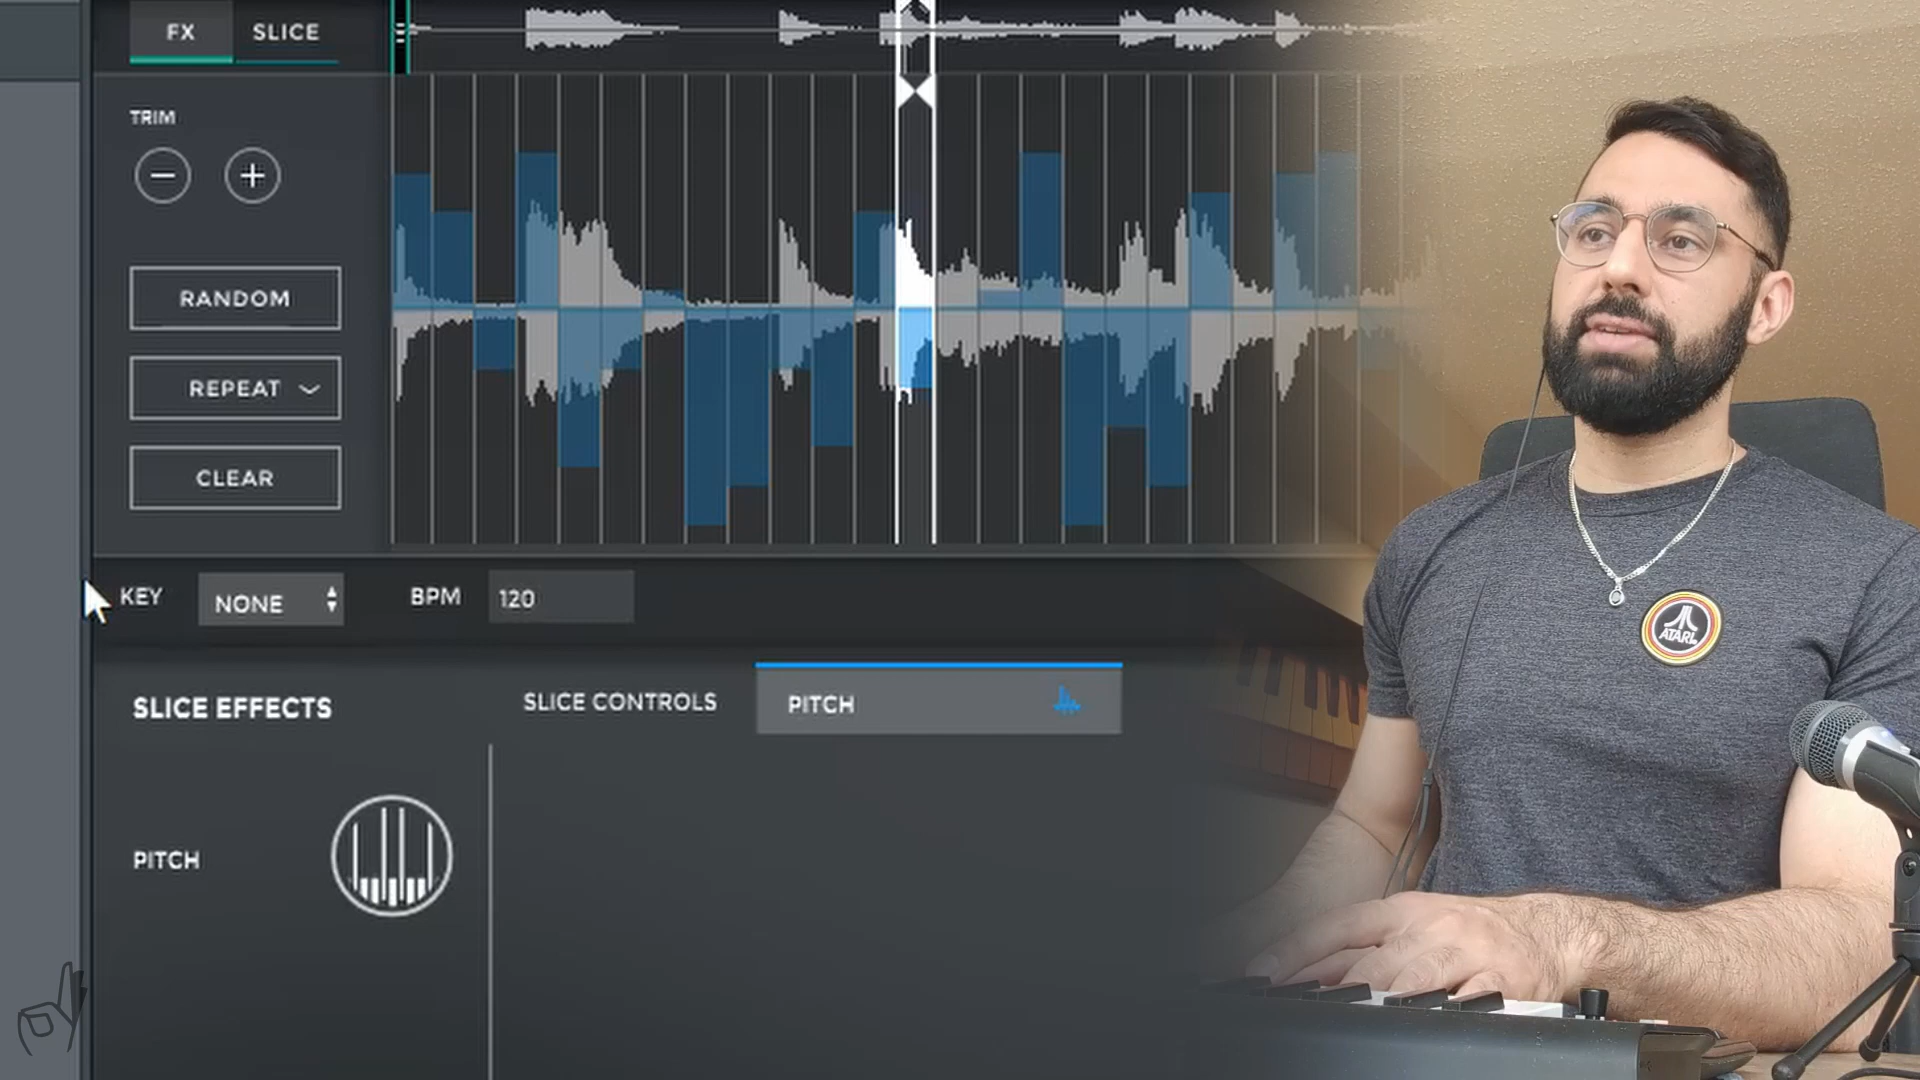 FX SLICE
TRIM
RANDOM
REPEAT
CLEAR
KEY NONE BPM 120
SLICE EFFECTS SLICE CONTROLS PITCH
PITCH
ATARI